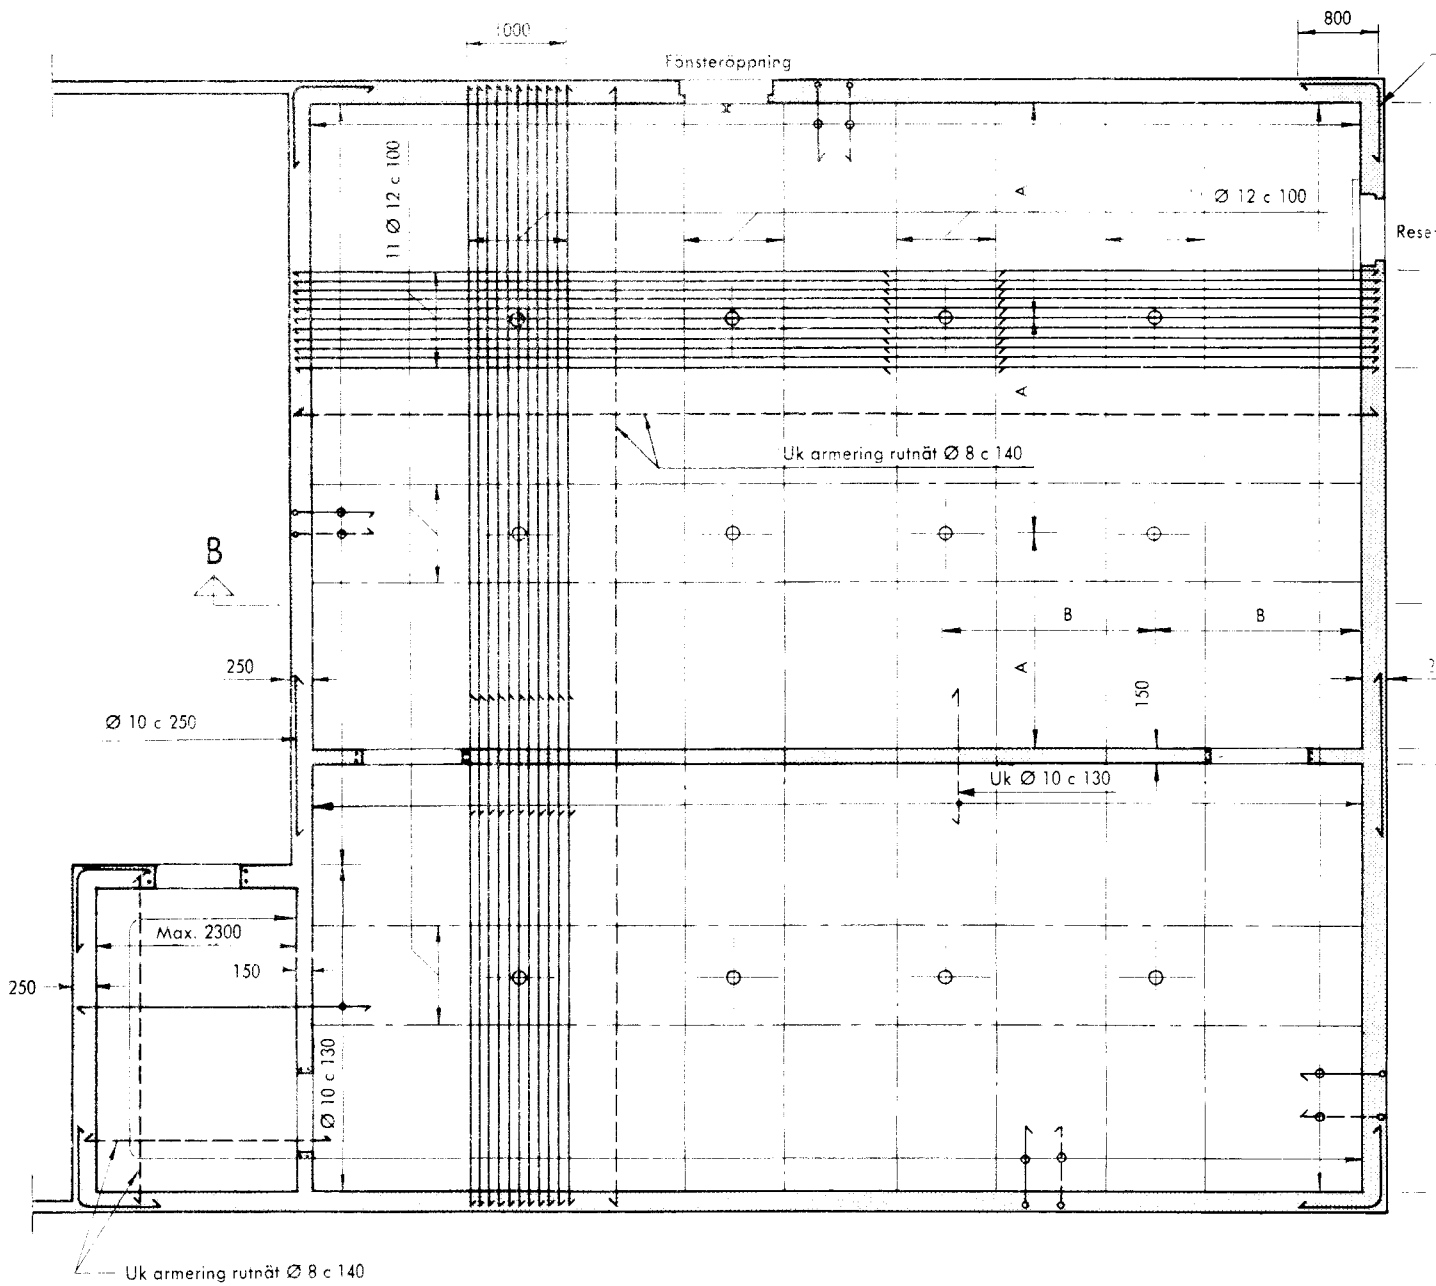 1000
800
Fönsteröppning
11 Ø 12 c 100
A
Ø 12 c 100
A
Uk armering rutnät Ø 8 c 140
B
B
B
250
A
150
Ø 10 c 250
Uk Ø 10 c 130
Max. 2300
150
250
Ø 10 c 130
Uk armering rutnät Ø 8 c 140